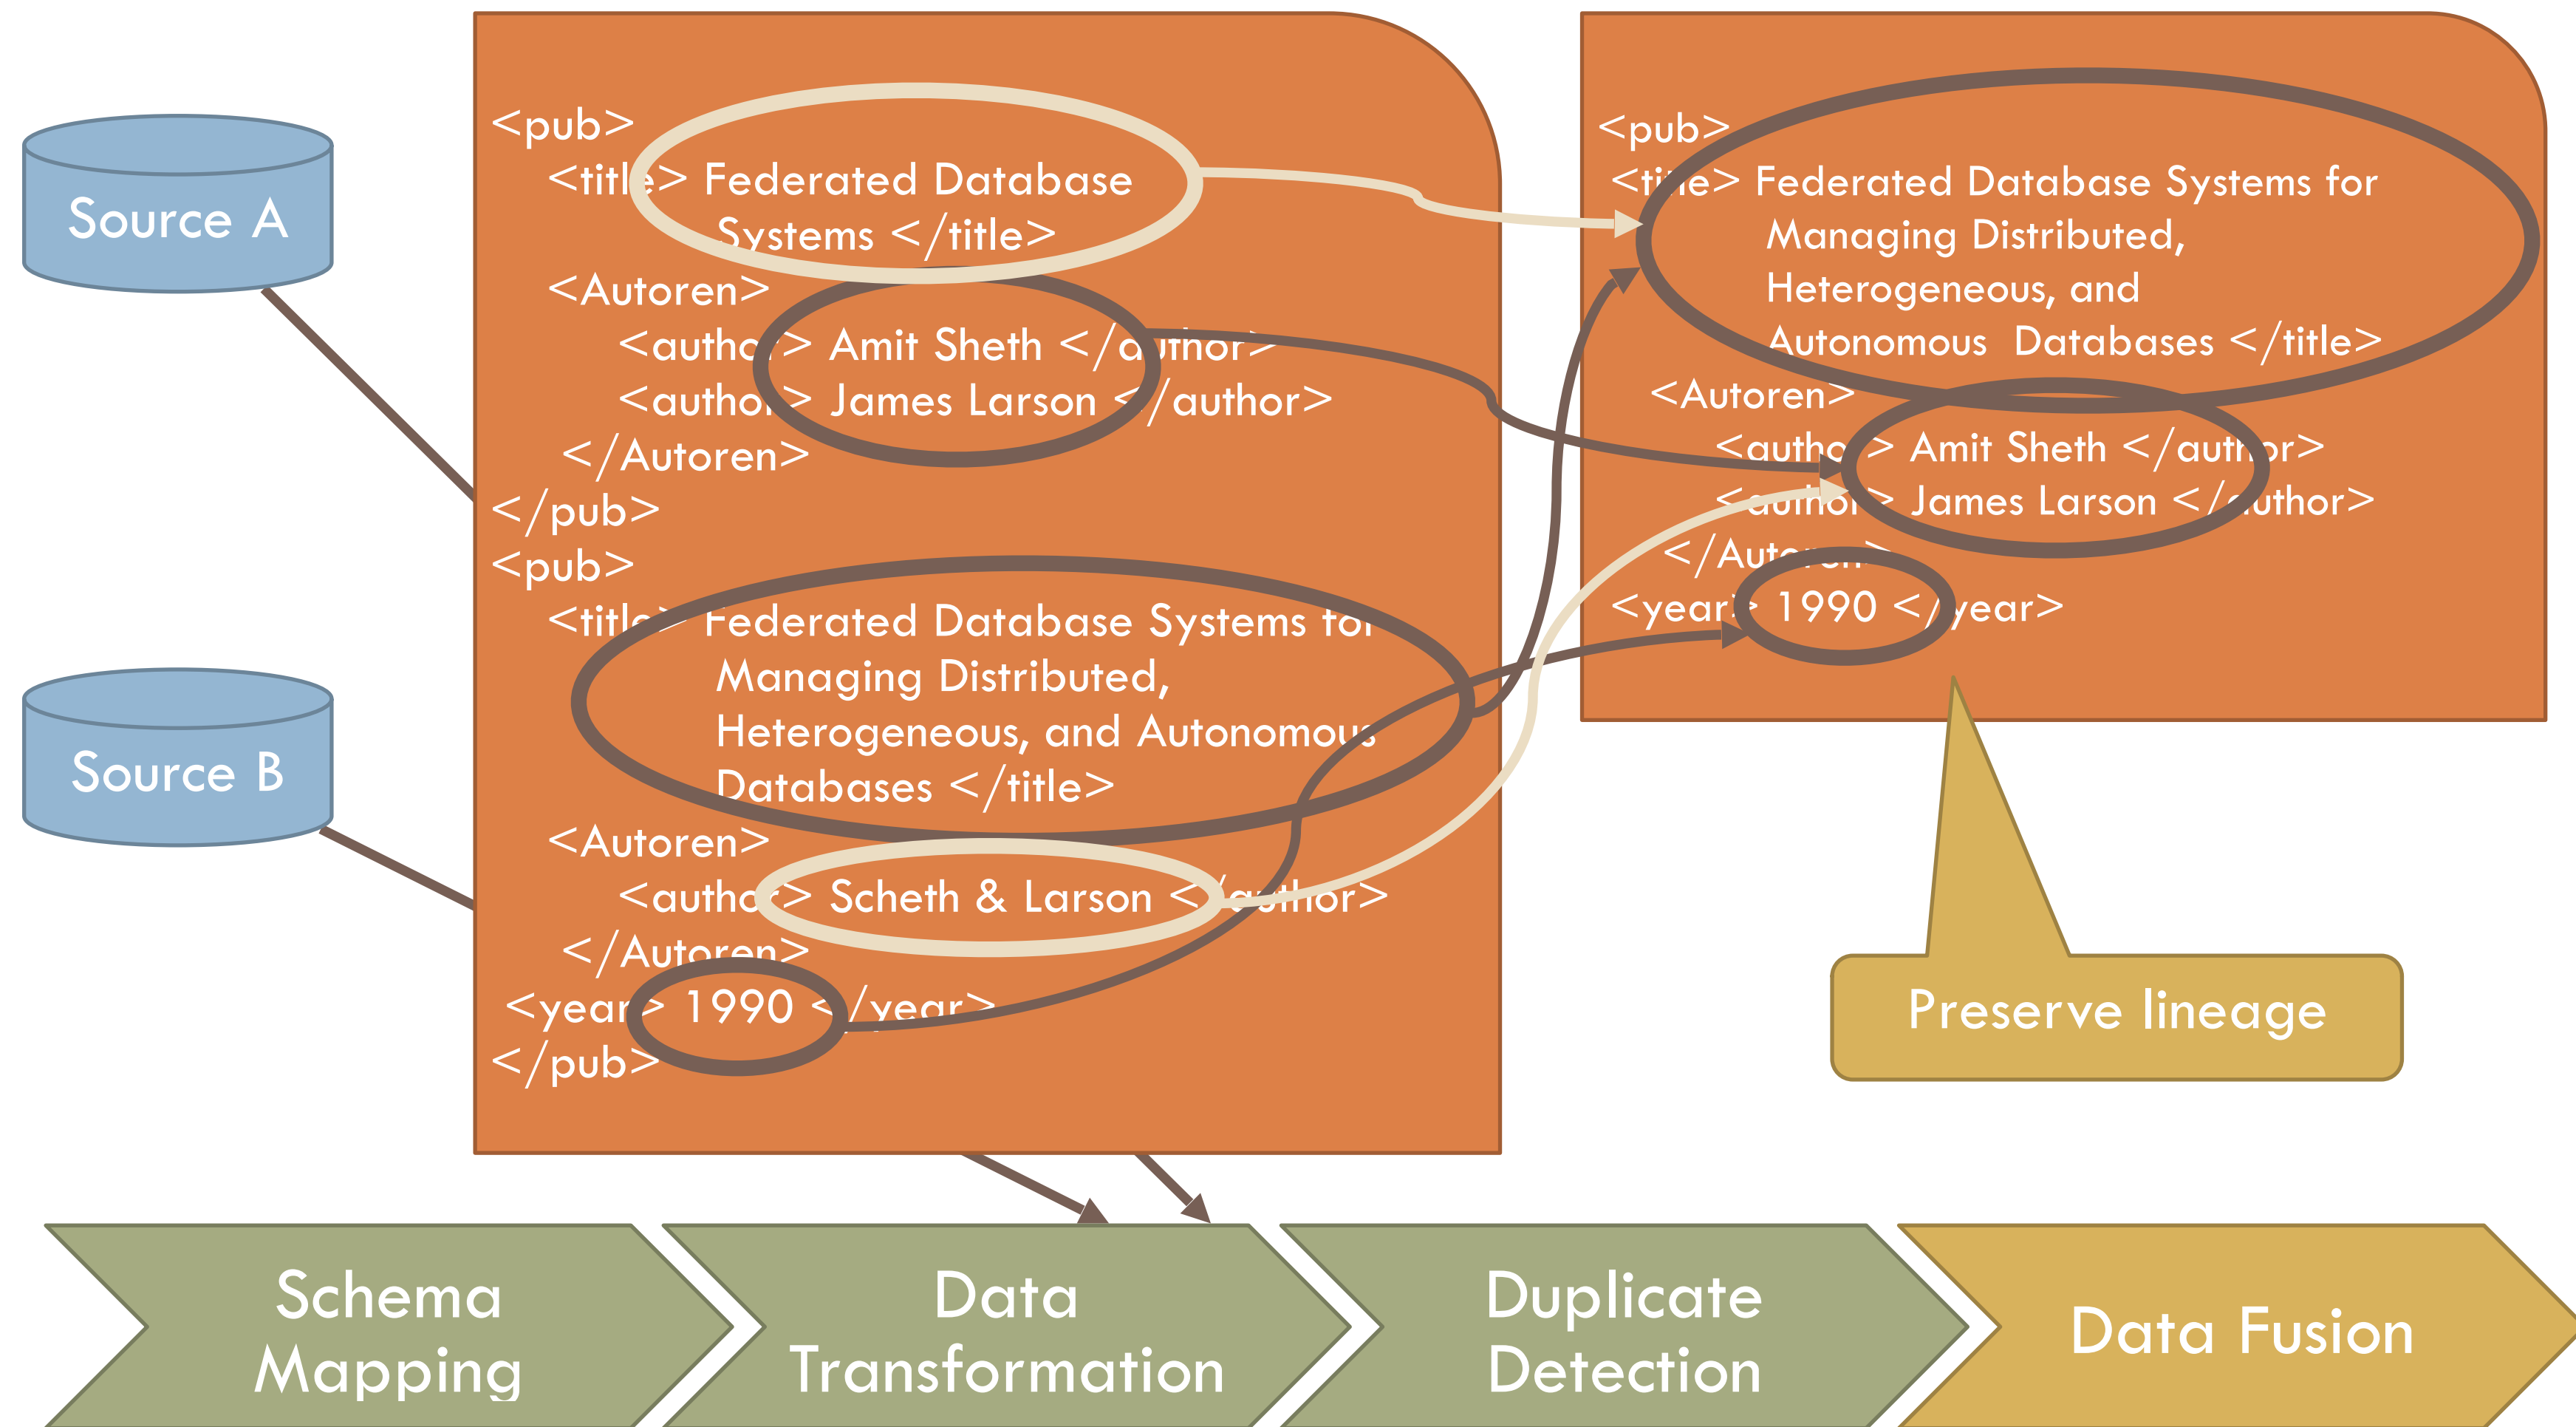 Source A
Source B
<pub>
<title> Federated Database
Systems </title>
<Autoren>
<author> Amit Sheth </author>
<author> James Larson </author>
</Autoren>
</pub>
<pub>
<title> Federated Database Systems for
Managing Distributed,
Heterogeneous, and Autonomous
Databases </title>
<Autoren>
<author> Scheth & Larson </author>
</Autoren>
<year> 1990 </year>
</pub>
<pub>
<title> Federated Database Systems for
Managing Distributed,
Heterogeneous, and
Autonomous Databases </title>
<Autoren>
<author> Amit Sheth </author>
<author> James Larson </author>
</Autoren>
<year> 1990 </year>
Preserve lineage
Schema
Mapping
Data
Transformation
Duplicate
Detection
Data Fusion